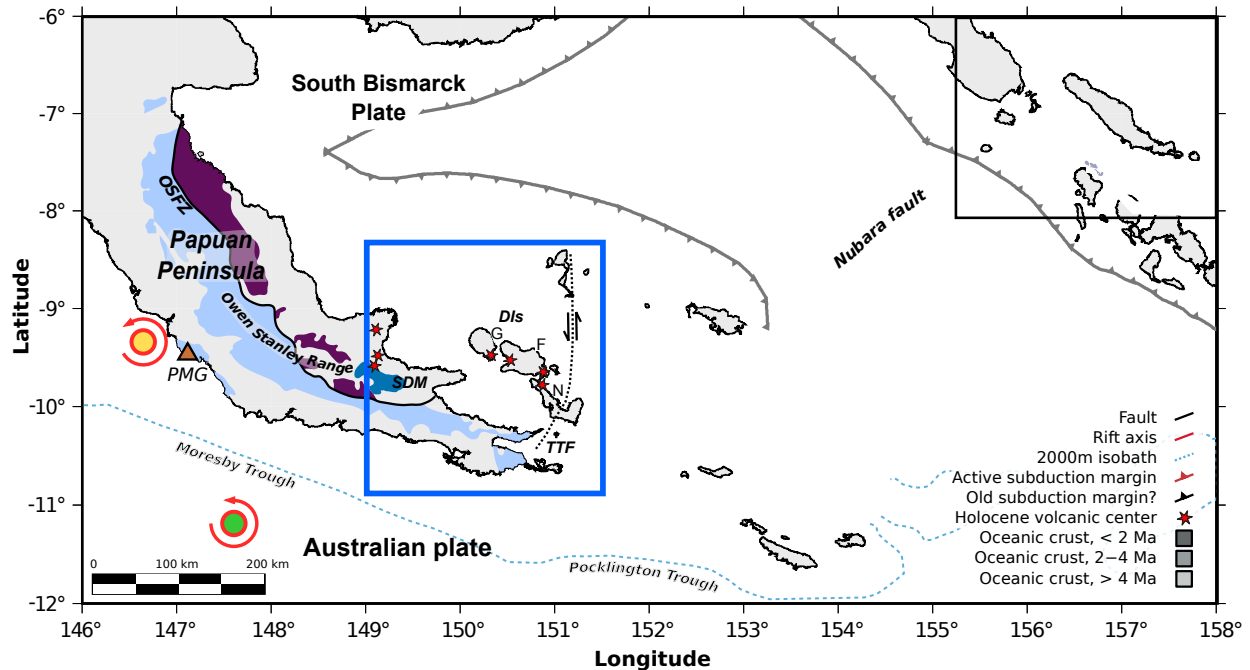 South Bismarck
Plate
Nubara fault
OSFZ
Papuan
Peninsula
Owen Stanley Range
SDM
DIs
G
F
N
TTF
PMG
Moresby Trough
Australian plate
Pocklington Trough
0 100 km 200 km
Fault
Rift axis
2000m isobath
Active subduction margin
Old subduction margin?
Holocene volcanic center
Oceanic crust, < 2 Ma
Oceanic crust, 2−4 Ma
Oceanic crust, > 4 Ma
-6°
-7°
-8°
-9°
-10°
-11°
-12°
Latitude
146° 147° 148° 149° 150° 151° 152° 153° 154° 155° 156° 157° 158°
Longitude